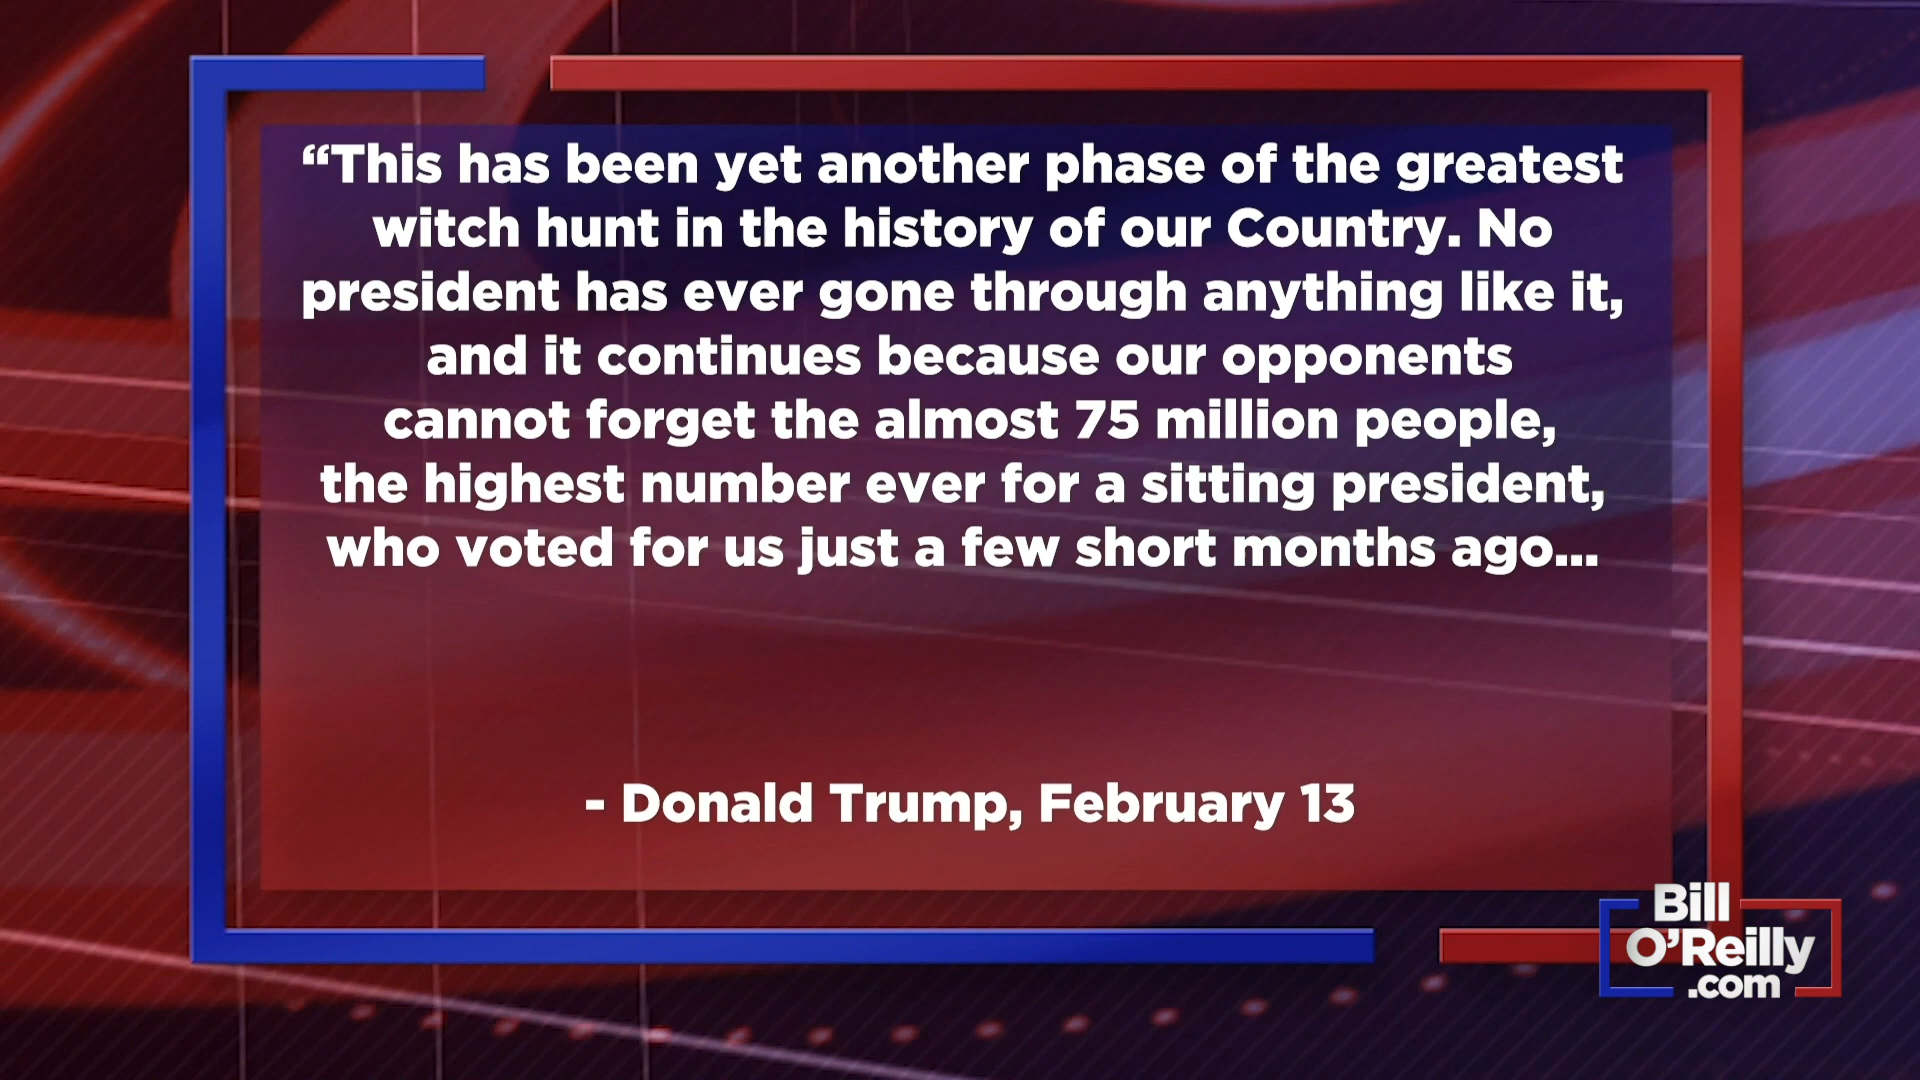 “This has been yet another phase of the greatest
witch hunt in the history of our Country. No
president has ever gone through anything like it,
and it continues because our opponents
cannot forget the almost 75 million people,
the highest number ever for a sitting president,
who voted for us just a few short months ago...
- Donald Trump, February 13
Bill
O’Reilly
.com